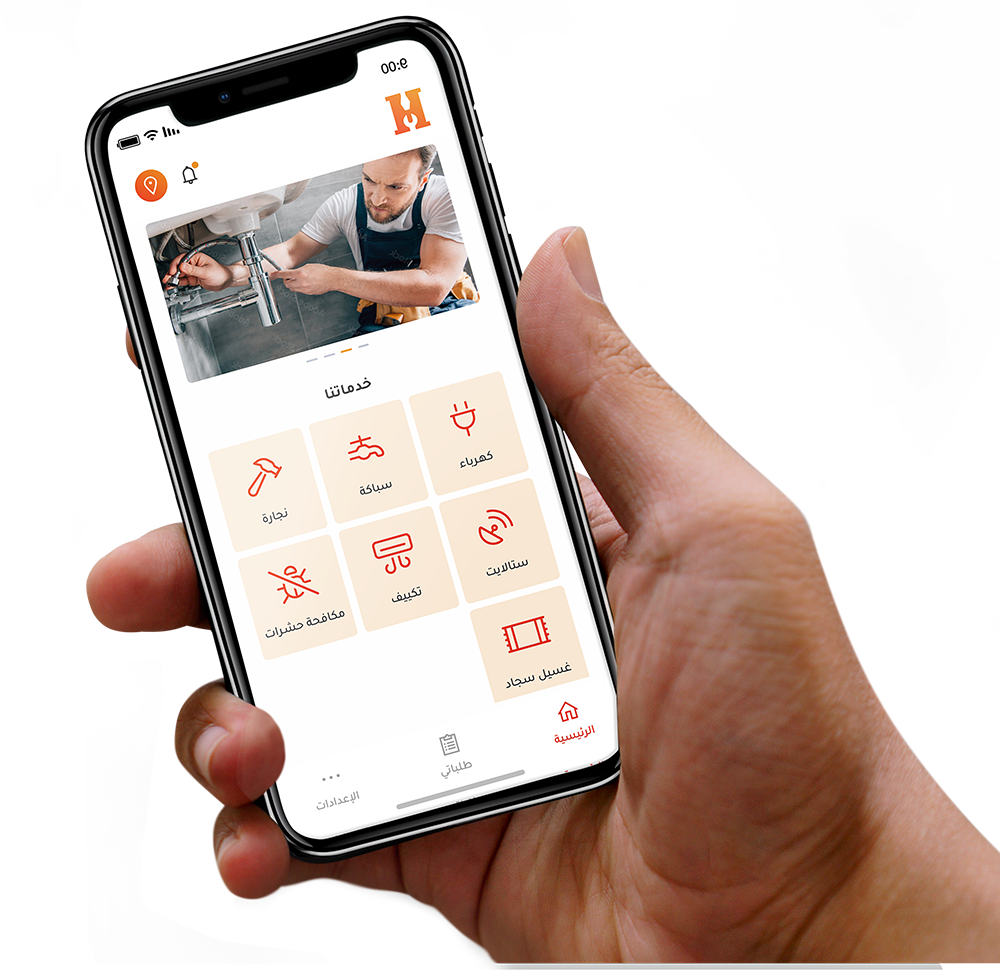 9:00
H
خدماتنا
كهرباء
سباكة
نجارة
ستالايت
تكييف
مكافحة حشرات
غسيل سجاد
الرئيسية
طلباتي
الإعدادات